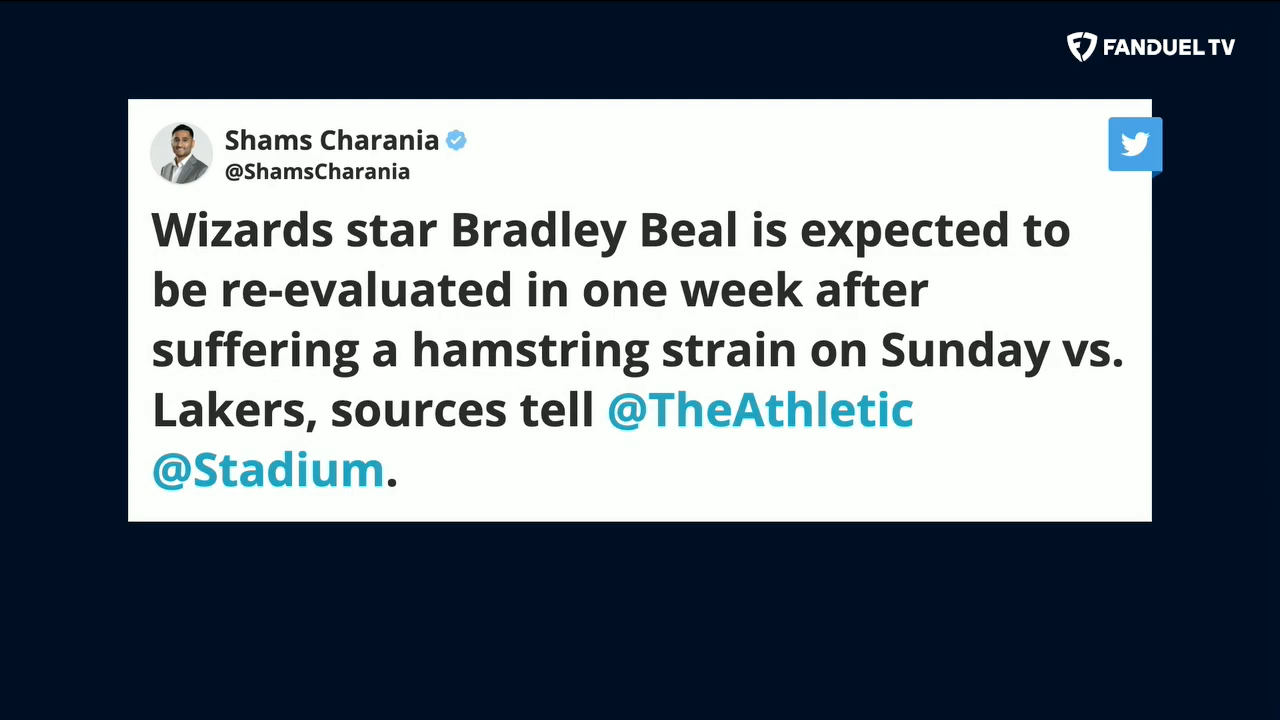 FANDUEL TV
Shams Charania
@ShamsCharania
Wizards star Bradley Beal is expected to
be re-evaluated in one week after
suffering a hamstring strain on Sunday vs.
Lakers, sources tell @TheAthletic
@Stadium.